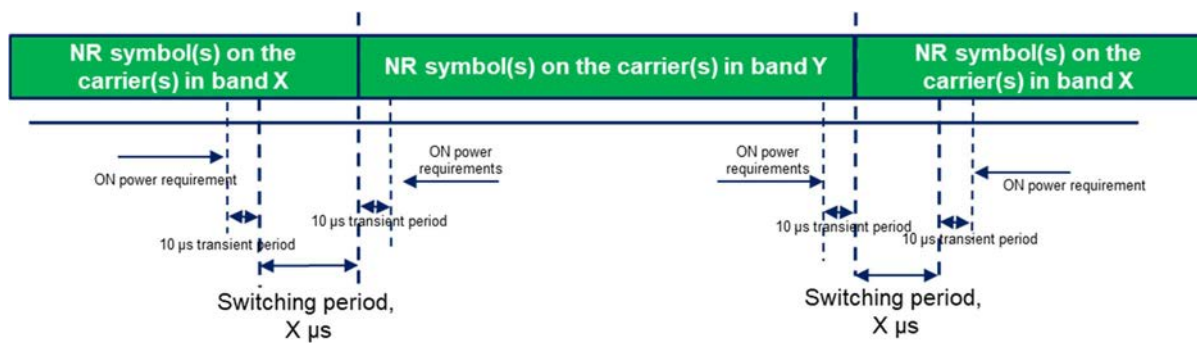 NR symbol(s) on the
carrier(s) in band X
NR symbol(s) on the carrier(s) in band Y
NR symbol(s) on the
carrier(s) in band X
ON power requirement
ON power
requirements
ON power
requirements
ON power requirement
10 µs transient period
10 µs transient period
10 µs transient period
10 µs transient period
Switching period,
X µs
Switching period,
X µs